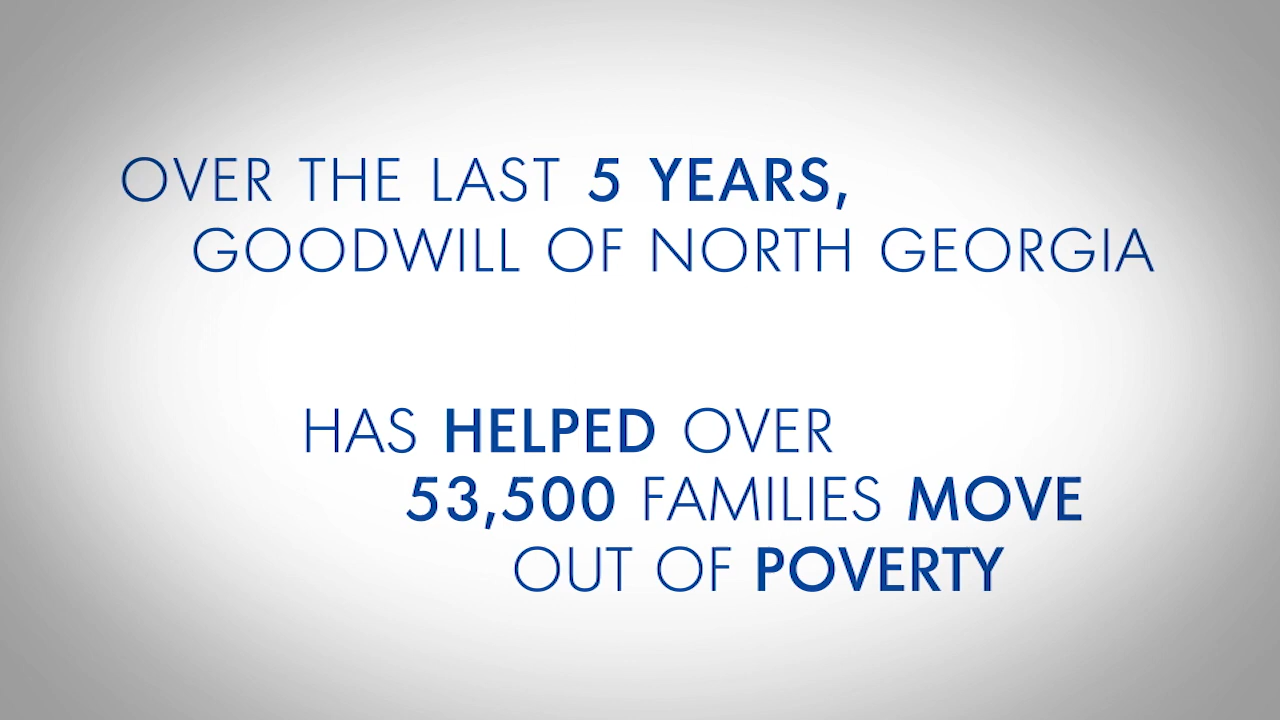 OVER THE LAST 5 YEARS,
GOODWILL OF NORTH GEORGIA
HAS HELPED OVER
53,500 FAMILIES MOVE
OUT OF POVERTY